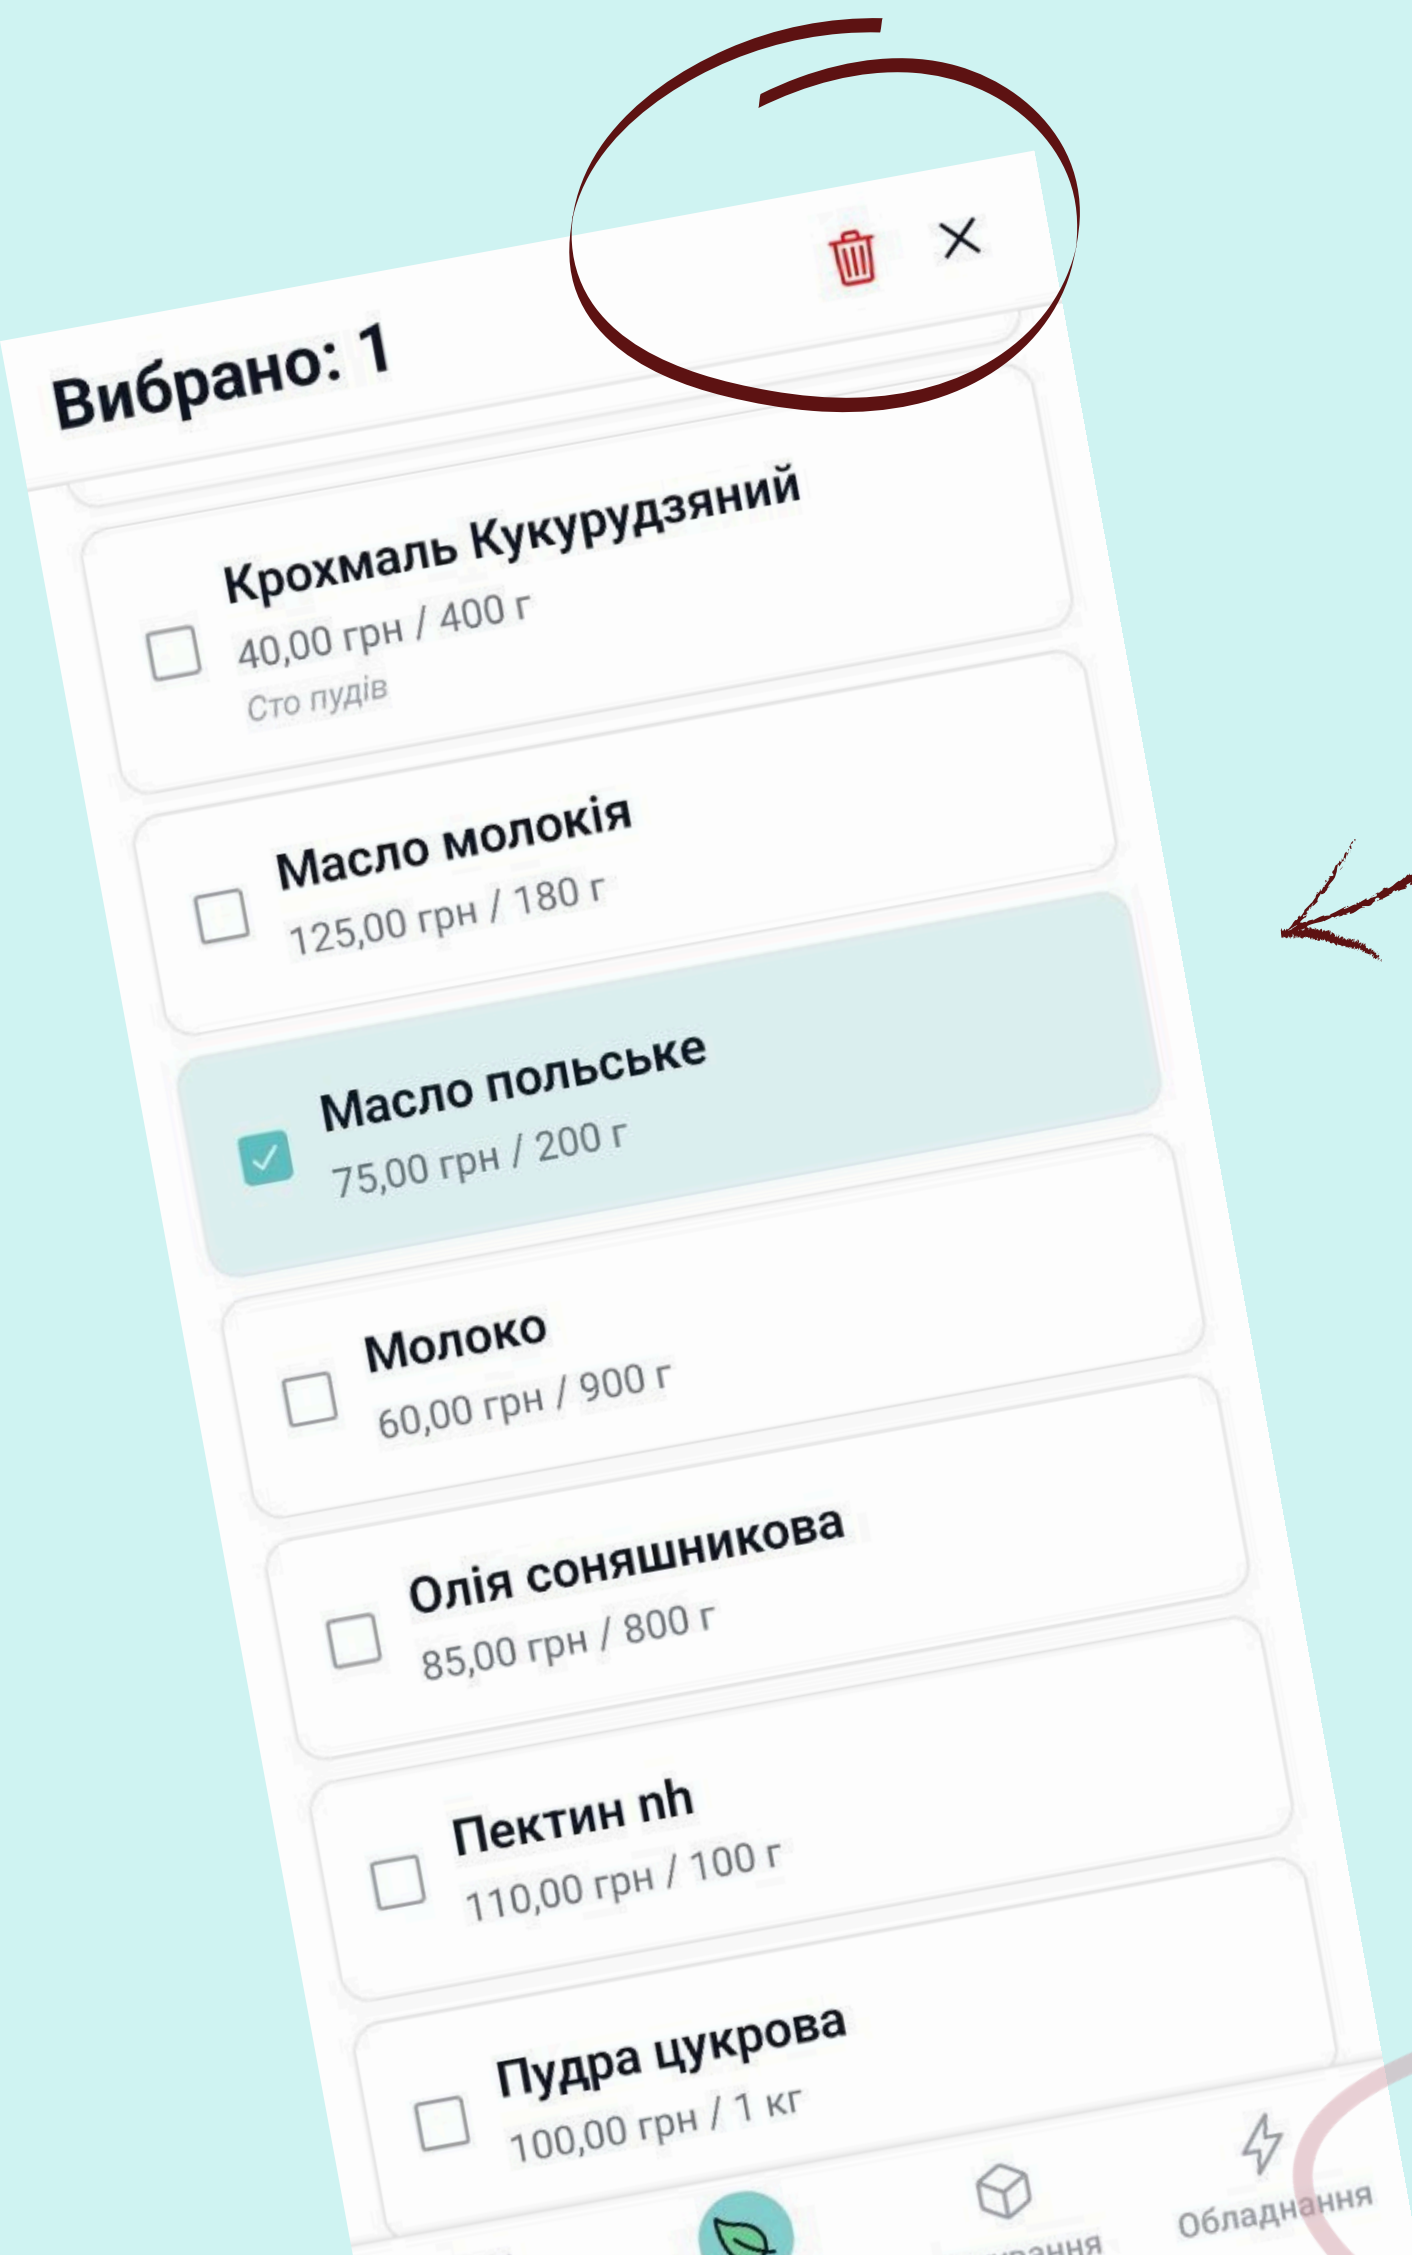 Вибрано: 1
Крохмаль Кукурудзяний
40,00 грн / 400 г
Сто пудів
Масло молокія
125,00 грн / 180 г
Масло польське
75,00 грн / 200 г
Молоко
60,00 грн / 900 г
Олія соняшникова
85,00 грн / 800 г
Пектин nh
110,00 грн / 100 г
Пудра цукрова
100,00 грн / 1 кг
Обладнання